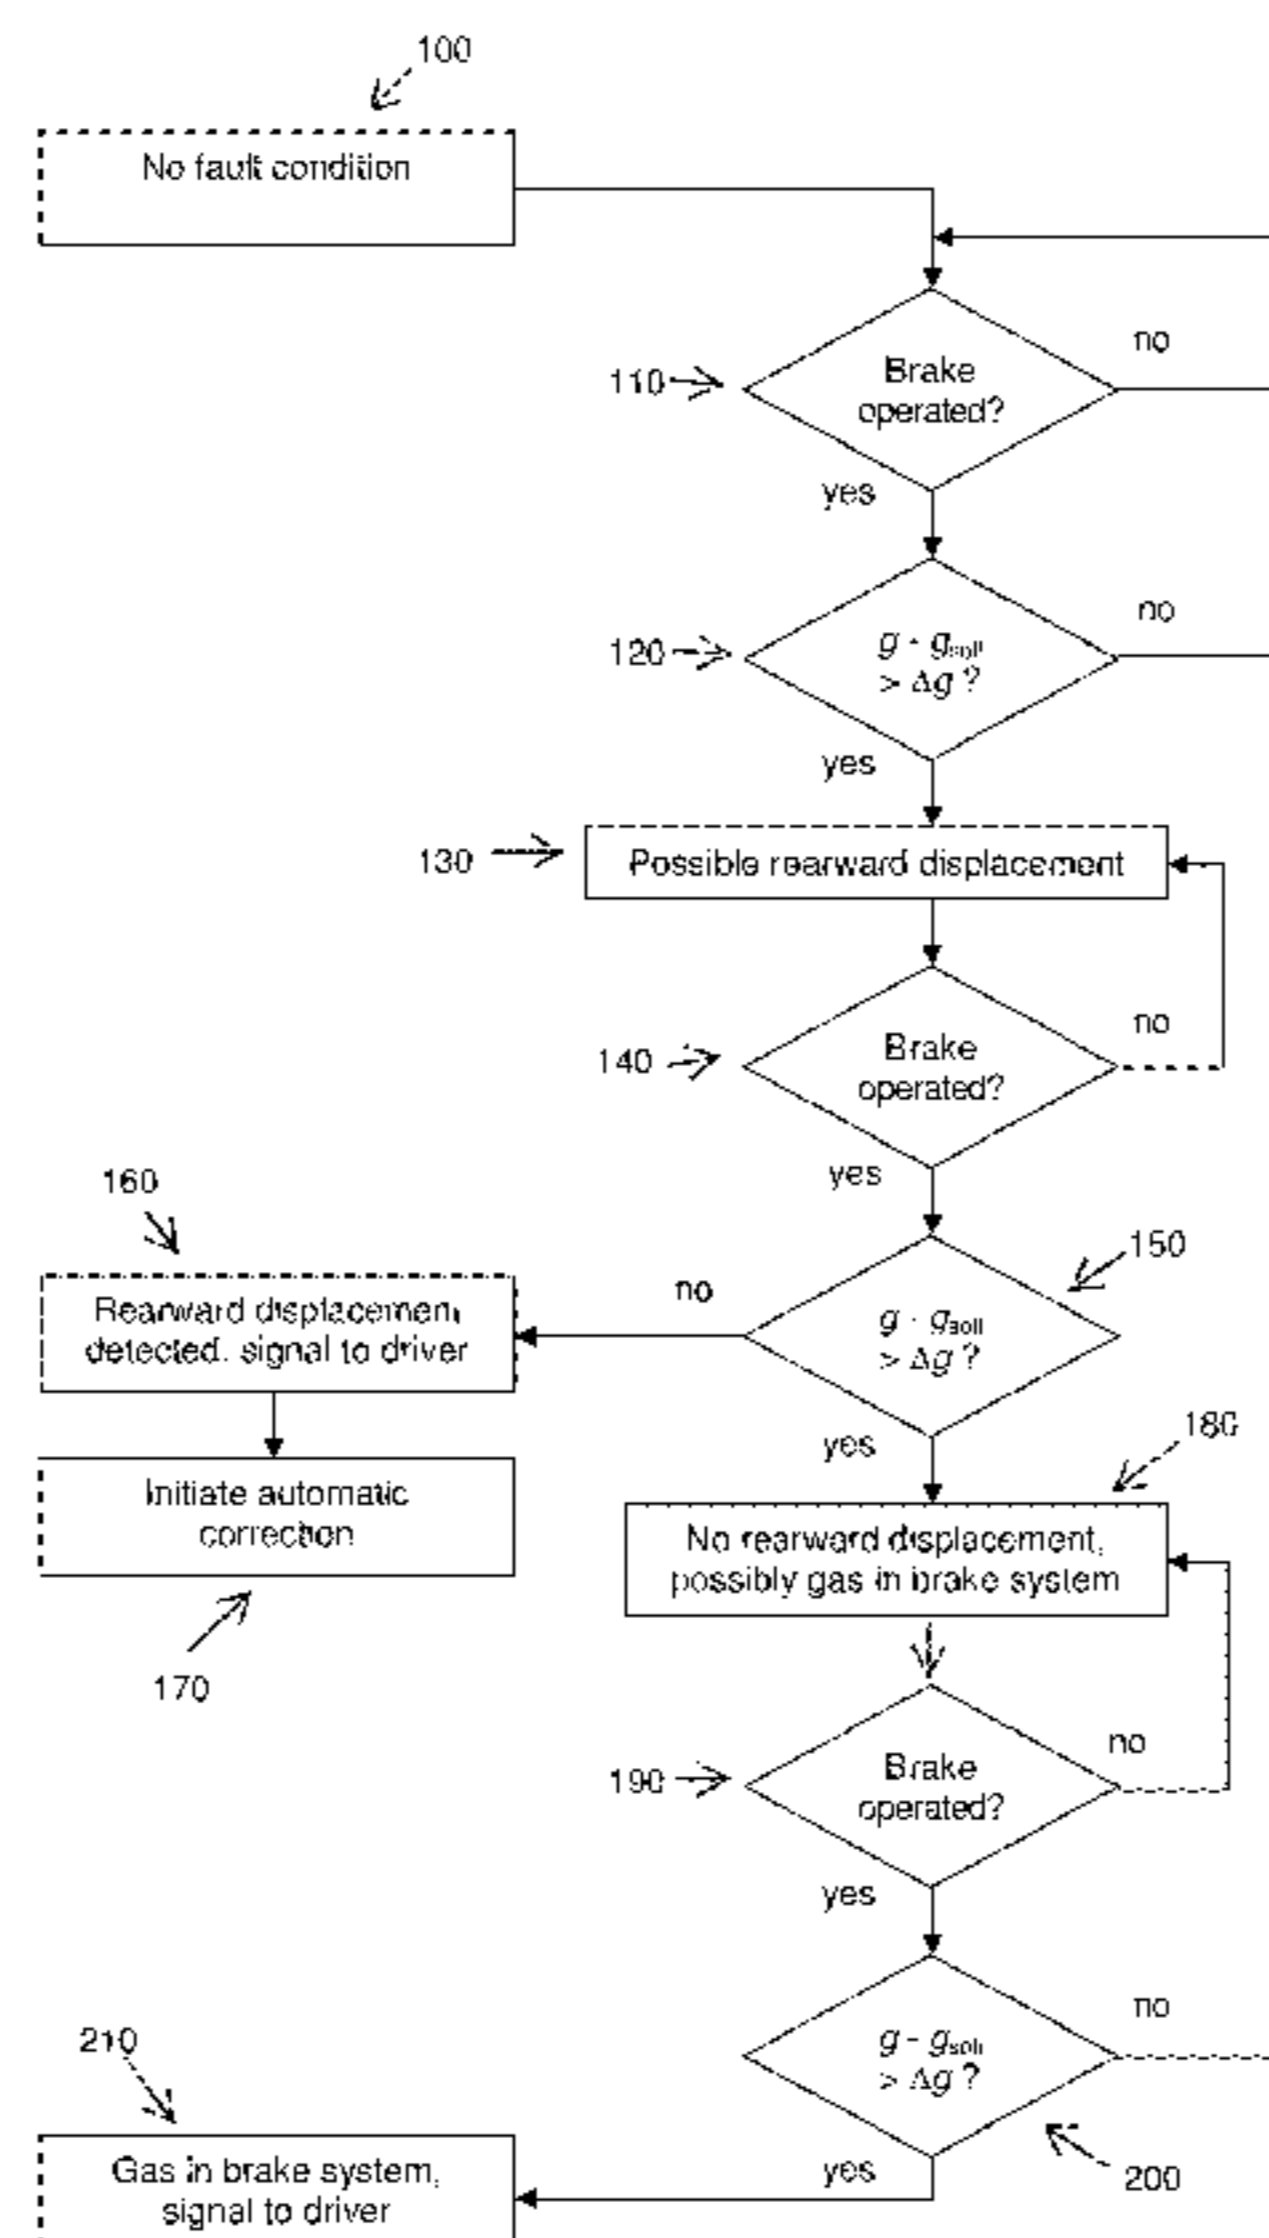 100
No fault condition
no
110
Brake
operated?
yes
no
120
g - gsoll
> Δg ?
yes
130
Possible rearward displacement
no
140
Brake
operated?
yes
160
150
no
Rearward displacement
detected, signal to driver
g - gsoll
> Δg ?
180
yes
Initiate automatic
correction
No rearward displacement,
possibly gas in brake system
170
no
190
Brake
operated?
yes
no
210
g - gsoll
> Δg ?
Gas in brake system,
signal to driver
yes
200